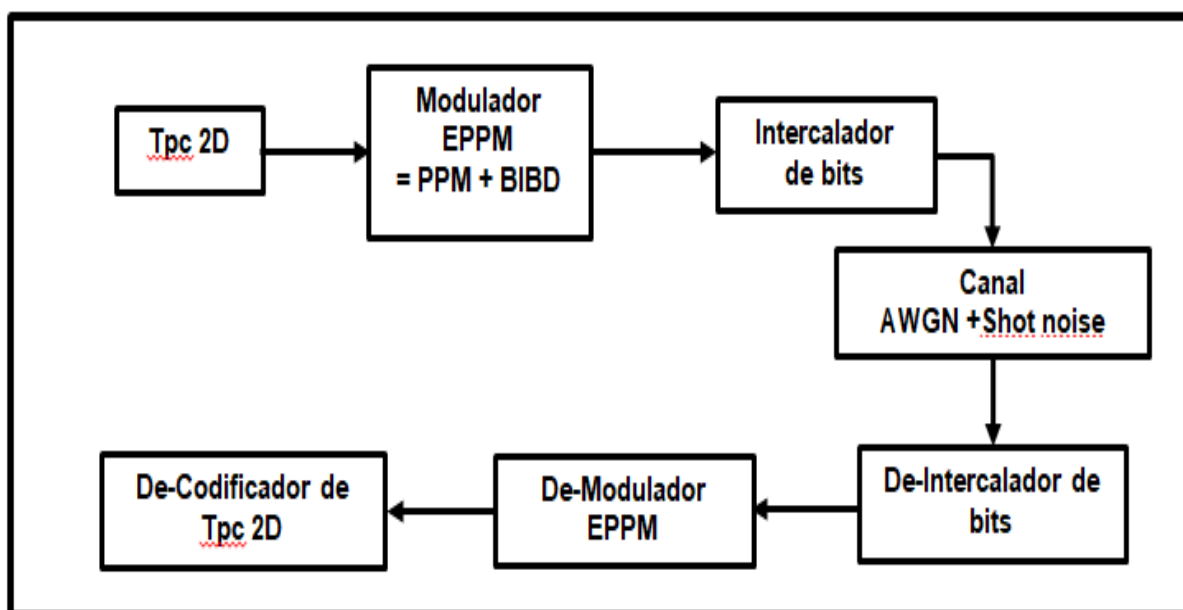 Tpc 2D
Modulador
EPPM
= PPM + BIBD
Intercalador
de bits
Canal
AWGN +Shot noise
De-Intercalador de
bits
De-Modulador
EPPM
De-Codificador de
Tpc 2D